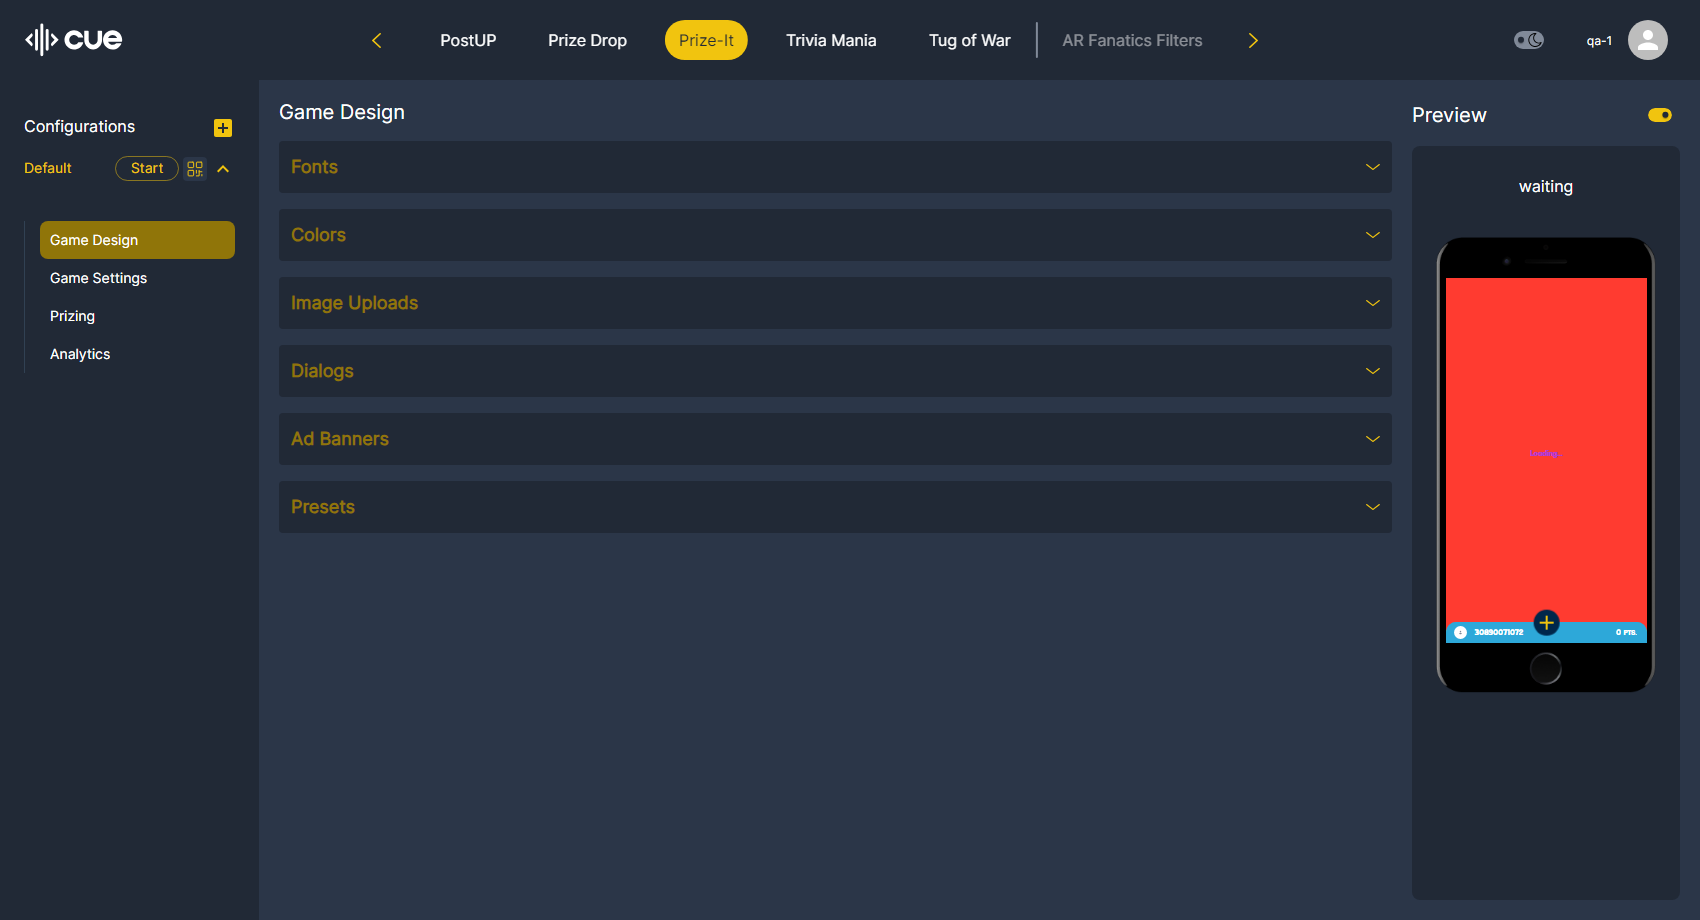 cue
PostUP
Prize Drop
Prize-It
Trivia Mania
Tug of War
AR Fanatics Filters
qa-1
Configurations
Default
Start
Game Design
Game Settings
Prizing
Analytics
Game Design
Fonts
Colors
Image Uploads
Dialogs
Ad Banners
Presets
Preview
waiting
Loading
30890071072
0 PTS.